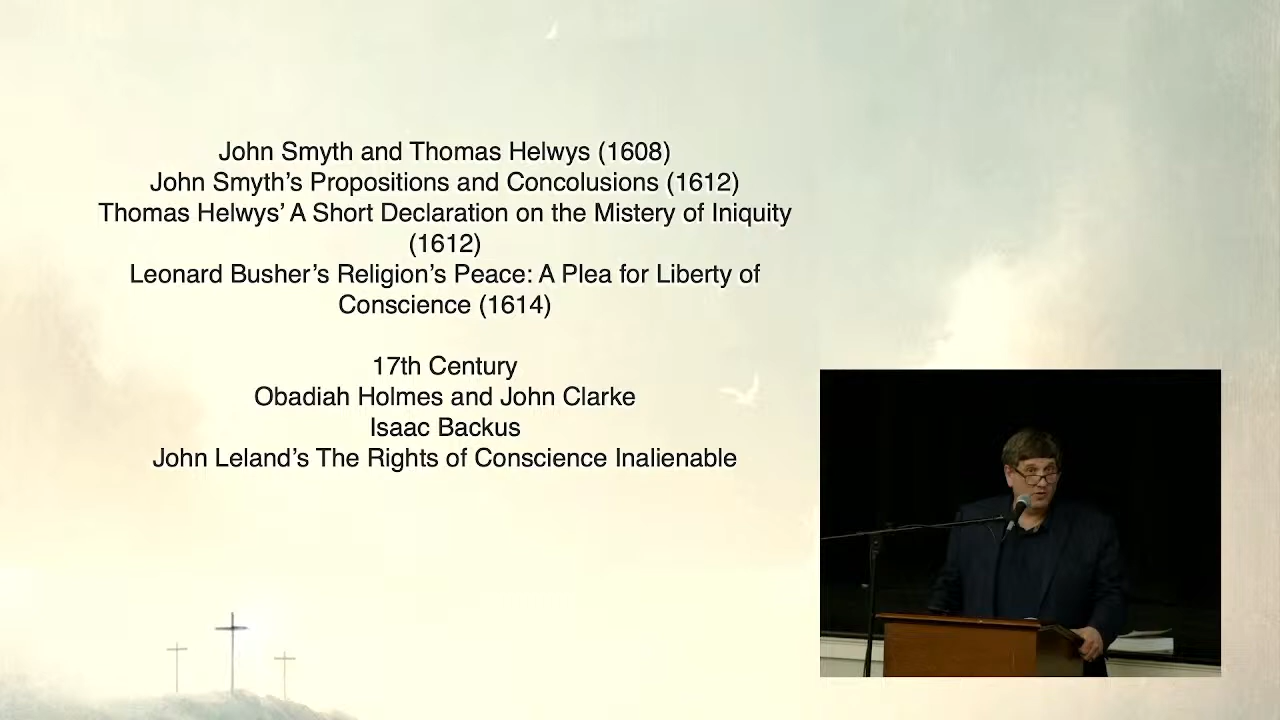 John Smyth and Thomas Helwys (1608)
John Smyth’s Propositions and Concolusions (1612)
Thomas Helwys’ A Short Declaration on the Mistery of Iniquity
(1612)
Leonard Busher’s Religion’s Peace: A Plea for Liberty of
Conscience (1614)
17th Century
Obadiah Holmes and John Clarke
Isaac Backus
John Leland’s The Rights of Conscience Inalienable